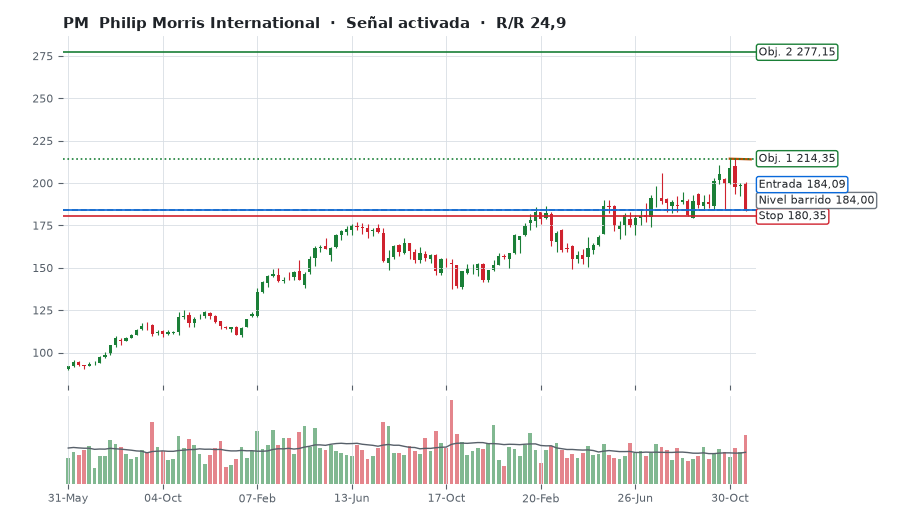 PM Philip Morris International · Señal activada · R/R 24,9
275
250
225
200
175
150
125
100
Obj. 2 277,15
Obj. 1 214,35
Entrada 184,09
Nivel barrido 184,00
Stop 180,35
31-May
04-Oct
07-Feb
13-Jun
17-Oct
20-Feb
26-Jun
30-Oct